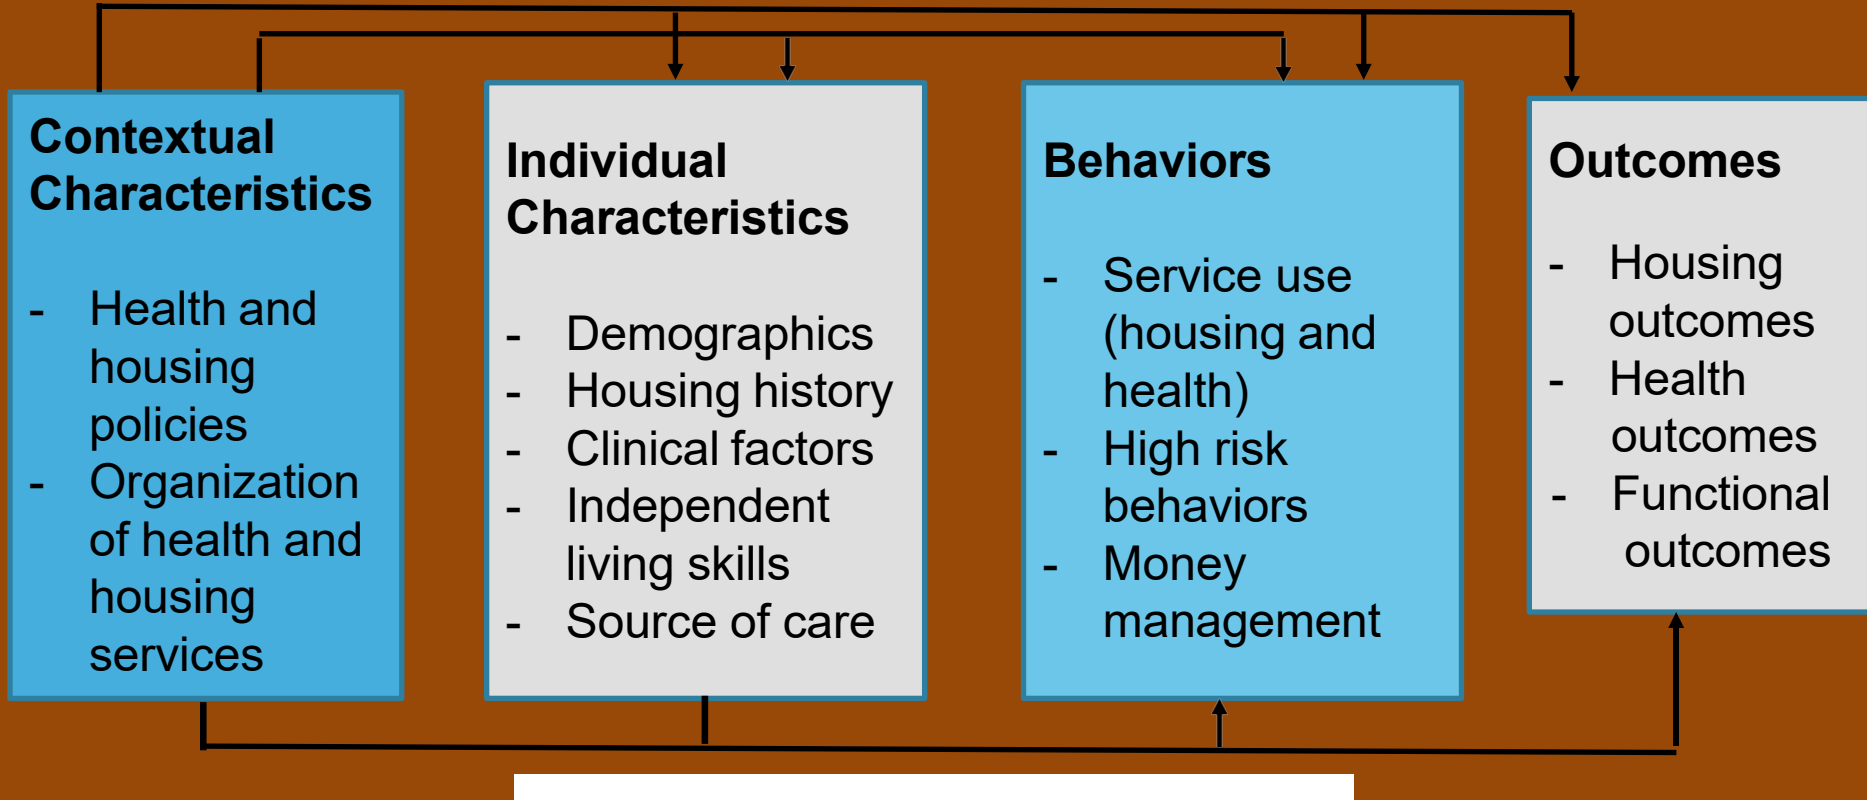 Contextual
Characteristics
- Health and
housing
policies
- Organization
of health and
housing
services
Individual
Characteristics
- Demographics
- Housing history
- Clinical factors
- Independent
living skills
- Source of care
Behaviors
- Service use
(housing and
health)
- High risk
behaviors
- Money
management
Outcomes
- Housing
outcomes
- Health
outcomes
- Functional
outcomes